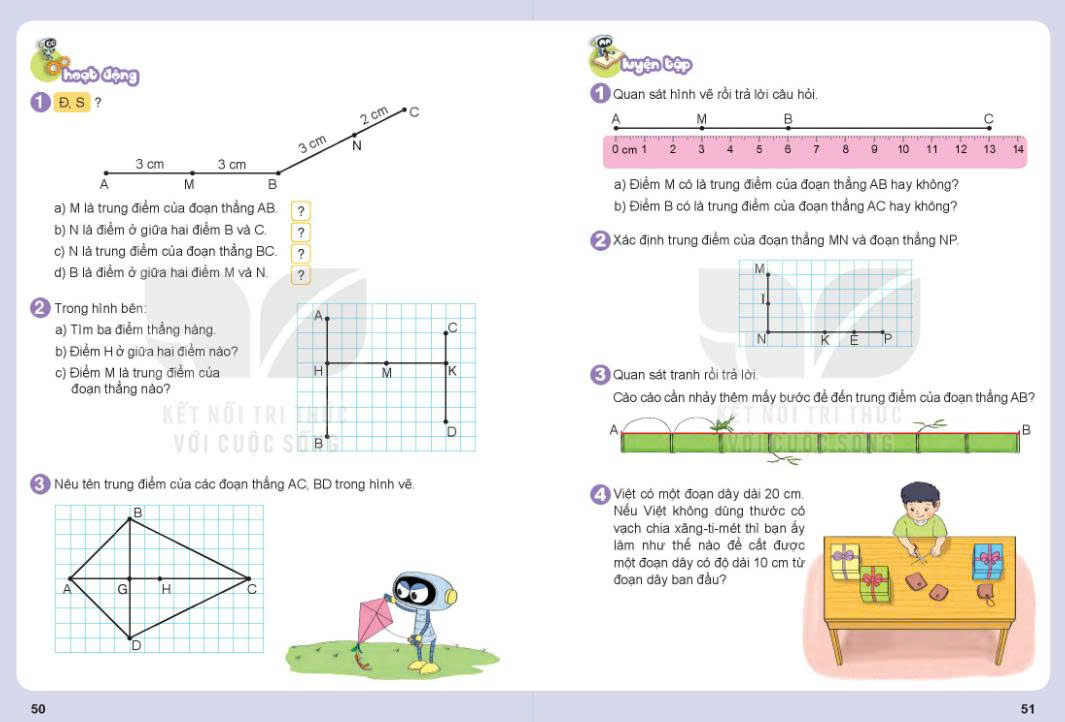 hoạt động
1 Đ, S ?
3 cm 3 cm 3 cm 2 cm
A M B N C
a) M là trung điểm của đoạn thẳng AB. ?
b) N là điểm ở giữa hai điểm B và C. ?
c) N là trung điểm của đoạn thẳng BC. ?
d) B là điểm ở giữa hai điểm M và N. ?
2 Trong hình bên:
a) Tìm ba điểm thẳng hàng.
b) Điểm H ở giữa hai điểm nào?
c) Điểm M là trung điểm của
đoạn thẳng nào?
A C
H M K
B D
KẾT NỐI TRI THỨC
VỚI CUỘC SỐNG
3 Nêu tên trung điểm của các đoạn thẳng AC, BD trong hình vẽ.
B
A G H C
D
50
luyện tập
1 Quan sát hình vẽ rồi trả lời câu hỏi.
A M B C
0 cm 1 2 3 4 5 6 7 8 9 10 11 12 13 14
a) Điểm M có là trung điểm của đoạn thẳng AB hay không?
b) Điểm B có là trung điểm của đoạn thẳng AC hay không?
2 Xác định trung điểm của đoạn thẳng MN và đoạn thẳng NP.
M
I
N K E P
3 Quan sát tranh rồi trả lời.
Cào cào cần nhảy thêm mấy bước để đến trung điểm của đoạn thẳng AB?
KẾT NỐI TRI THỨC
A B
VỚI CUỘC SỐNG
4 Việt có một đoạn dây dài 20 cm.
Nếu Việt không dùng thước có
vạch chia xăng-ti-mét thì bạn ấy
làm như thế nào để cắt được
một đoạn dây có độ dài 10 cm từ
đoạn dây ban đầu?
51